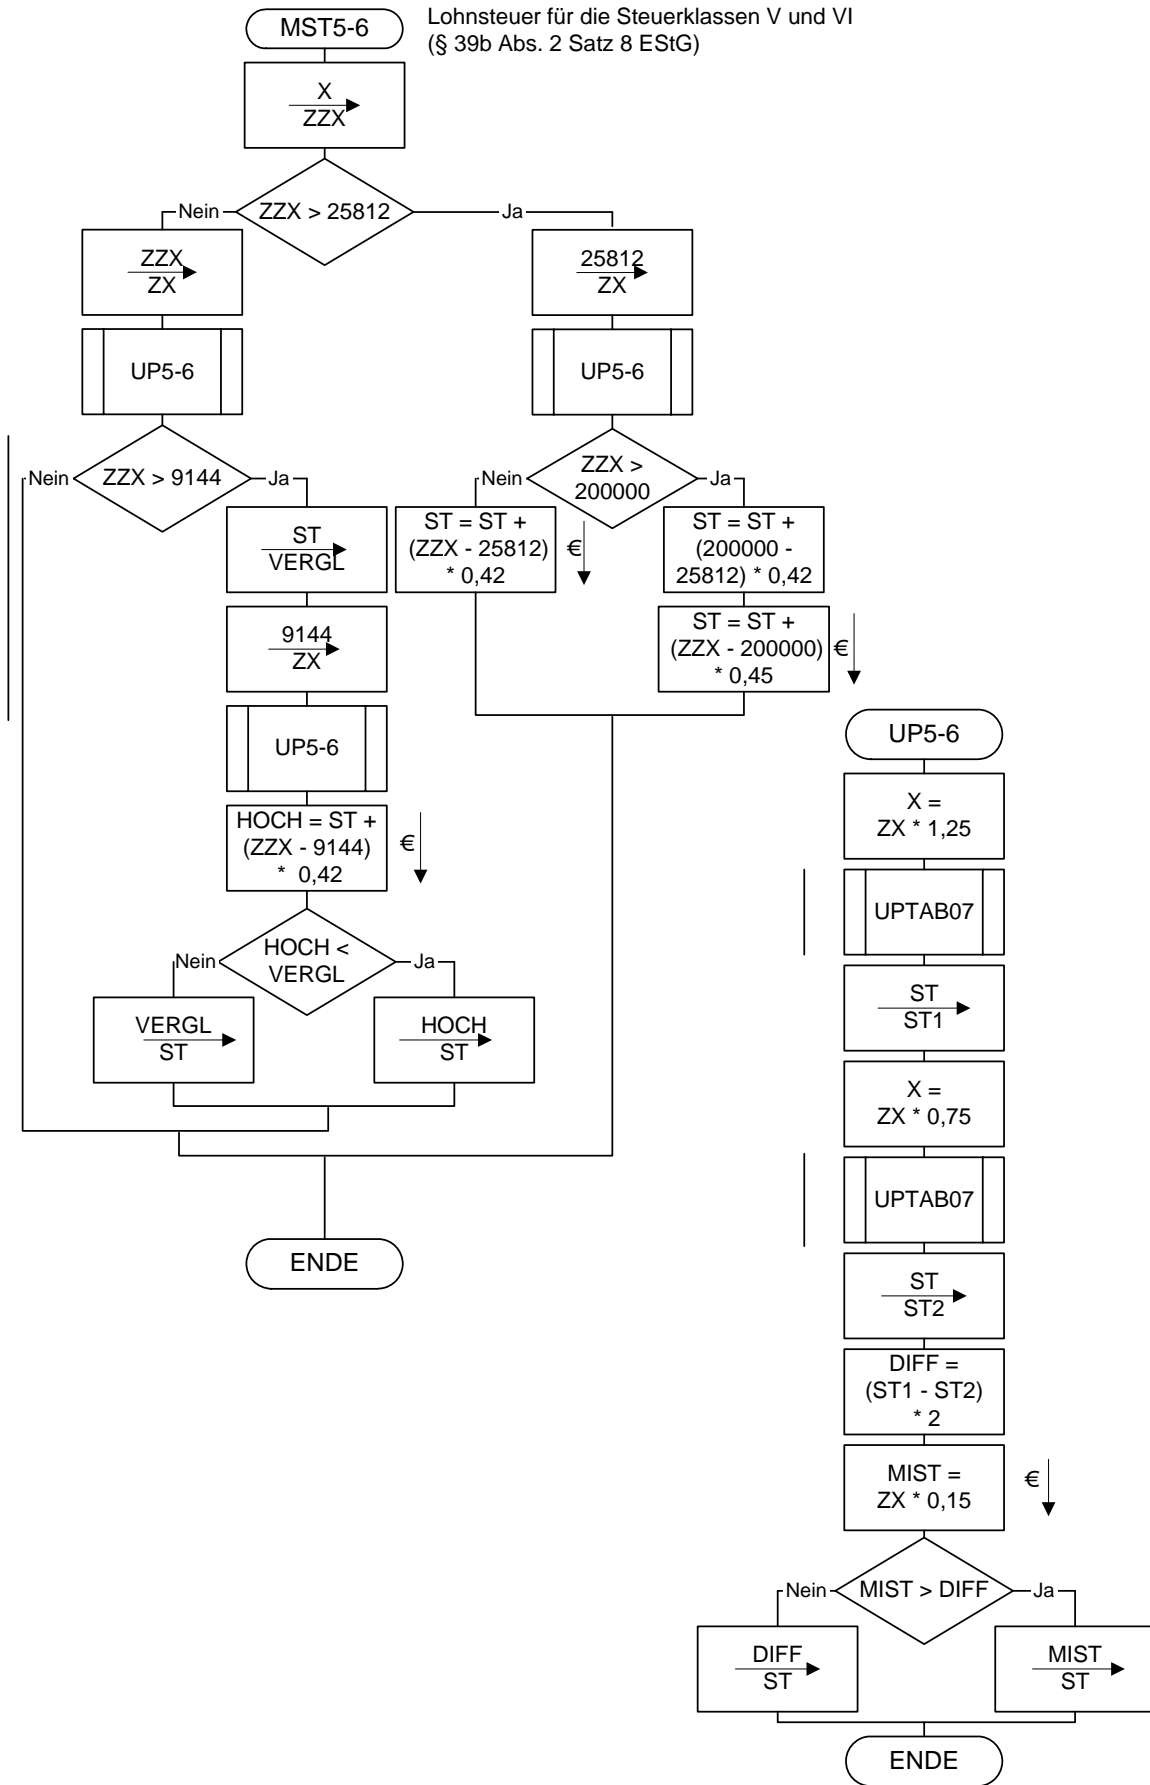 MST5-6
Lohnsteuer für die Steuerklassen V und VI
(§ 39b Abs. 2 Satz 8 EStG)
X
ZZX
Nein
ZZX > 25812
Ja
ZZX
ZX
25812
ZX
UP5-6
UP5-6
Nein
ZZX > 9144
Ja
Nein
ZZX >
200000
Ja
ST
VERGL
ST = ST +
(ZZX - 25812)
* 0,42
€
ST = ST +
(200000 -
25812) * 0,42
9144
ZX
ST = ST +
(ZZX - 200000)
* 0,45
€
UP5-6
HOCH = ST +
(ZZX - 9144)
* 0,42
€
Nein
HOCH <
VERGL
Ja
VERGL
ST
HOCH
ST
ENDE
UP5-6
X =
ZX * 1,25
UPTAB07
ST
ST1
X =
ZX * 0,75
UPTAB07
ST
ST2
DIFF =
(ST1 - ST2)
* 2
MIST =
ZX * 0,15
€
Nein
MIST > DIFF
Ja
DIFF
ST
MIST
ST
ENDE